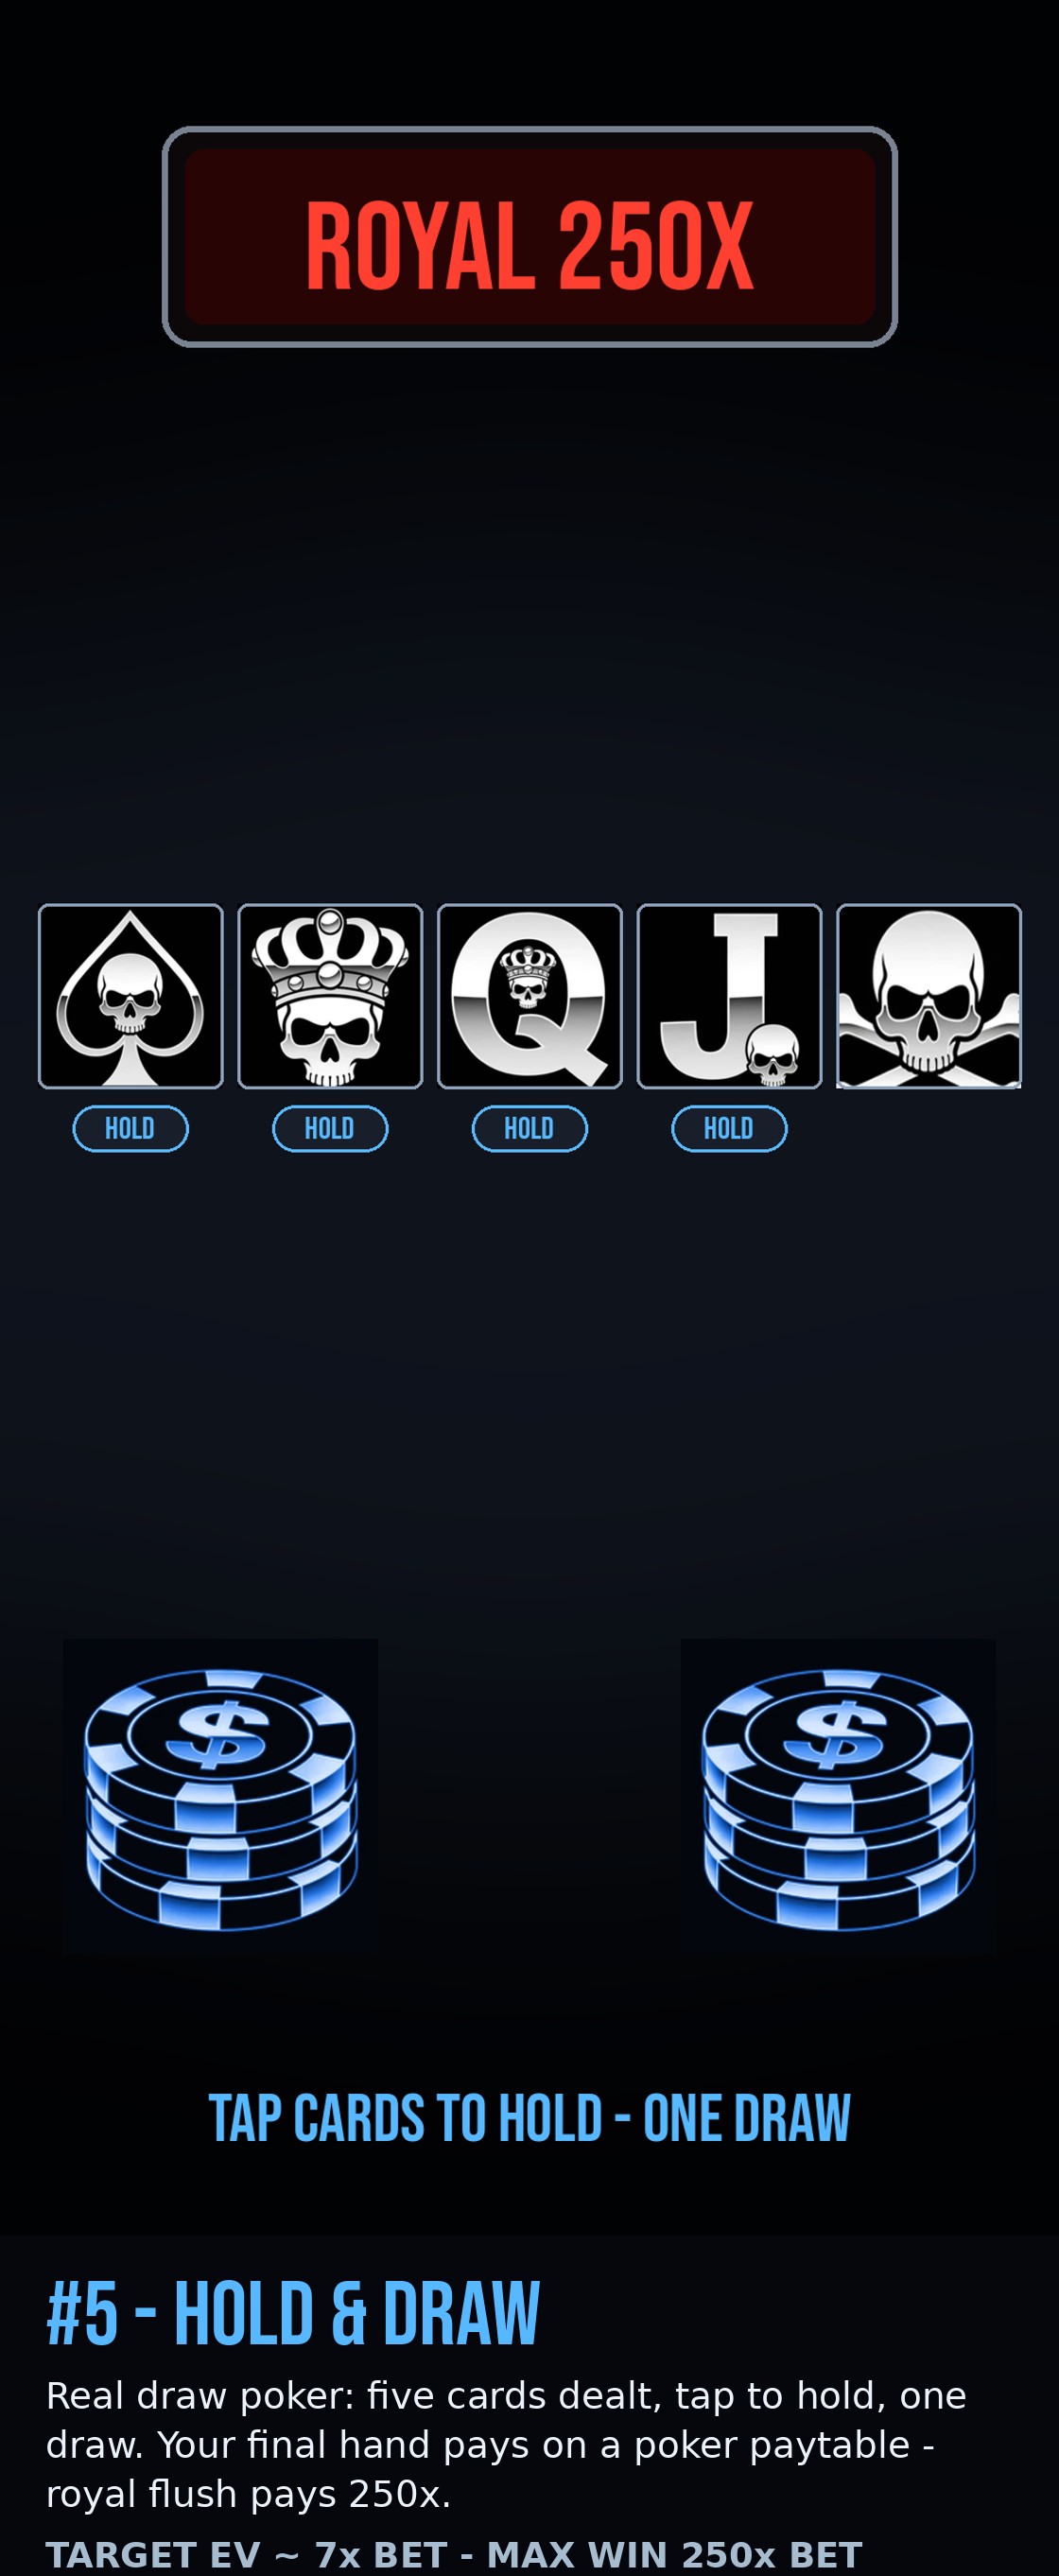 ROYAL 250X
Q J
HOLD HOLD HOLD HOLD
$ $
TAP CARDS TO HOLD - ONE DRAW
#5 - HOLD & DRAW
Real draw poker: five cards dealt, tap to hold, one
draw. Your final hand pays on a poker paytable -
royal flush pays 250x.
TARGET EV ~ 7x BET - MAX WIN 250x BET